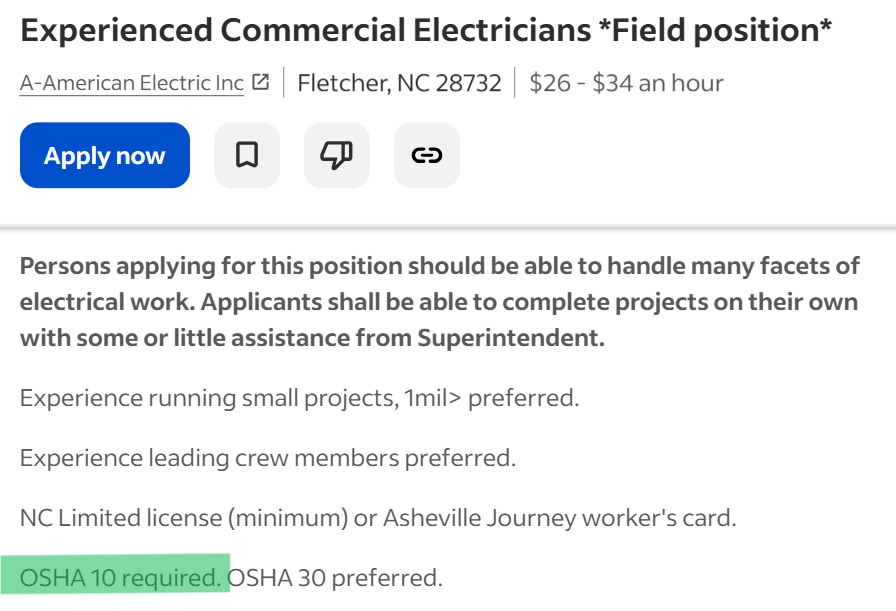 Experienced Commercial Electricians *Field position*
A-American Electric Inc
Fletcher, NC 28732
$26 - $34 an hour
Apply now
Persons applying for this position should be able to handle many facets of
electrical work. Applicants shall be able to complete projects on their own
with some or little assistance from Superintendent.
Experience running small projects, 1mil> preferred.
Experience leading crew members preferred.
NC Limited license (minimum) or Asheville Journey worker's card.
OSHA 10 required. OSHA 30 preferred.